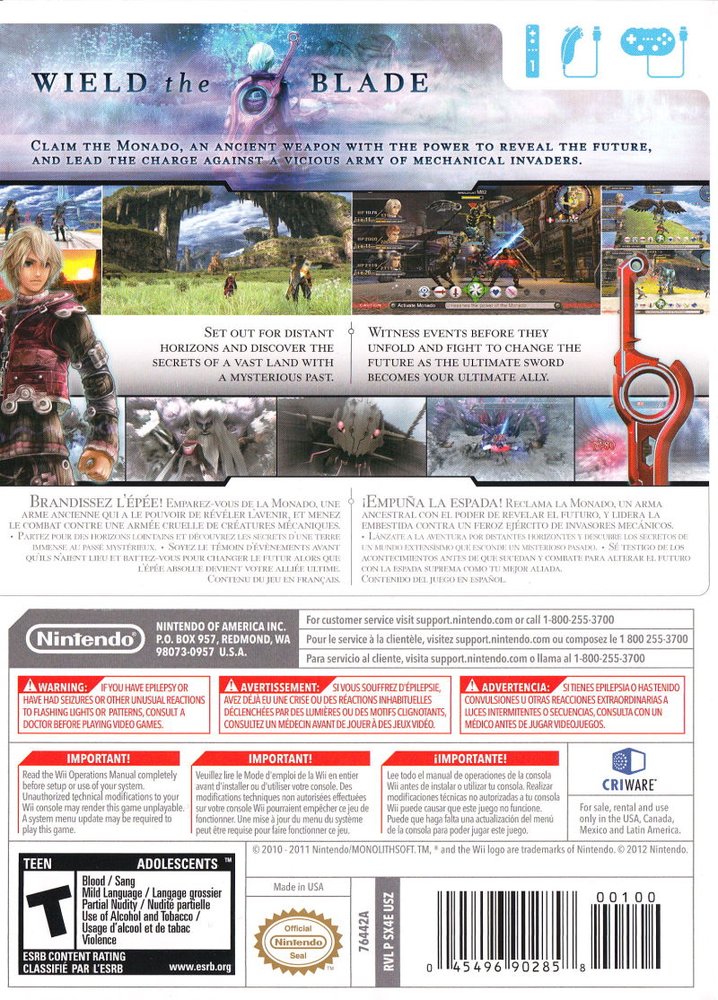 1
WIELD the BLADE
CLAIM THE MONADO, AN ANCIENT WEAPON WITH THE POWER TO REVEAL THE FUTURE,
AND LEAD THE CHARGE AGAINST A VICIOUS ARMY OF MECHANICAL INVADERS.
Activate Monado
SET OUT FOR DISTANT
HORIZONS AND DISCOVER THE
SECRETS OF A VAST LAND WITH
A MYSTERIOUS PAST.
WITNESS EVENTS BEFORE THEY
UNFOLD AND FIGHT TO CHANGE THE
FUTURE AS THE ULTIMATE SWORD
BECOMES YOUR ULTIMATE ALLY.
BRANDISSEZ L'ÉPÉE! EMPAREZ-VOUS DE LA MONADO, UNE
ARME ANCIENNE QUI A LE POUVOIR DE RÉVÉLER L'AVENIR, ET MENEZ
LE COMBAT CONTRE UNE ARMÉE CRUELLE DE CRÉATURES MÉCANIQUES.
• PARTEZ POUR DES HORIZONS LOINTAINS ET DÉCOUVREZ LES SECRETS D'UNE TERRE
IMMENSE AU PASSÉ MYSTÉRIEUX. • SOYEZ LE TÉMOIN D'ÉVÉNEMENTS AVANT
QU'ILS N'AIENT LIEU ET BATTEZ-VOUS POUR CHANGER LE FUTUR ALORS QUE
L'ÉPÉE ABSOLUE DEVIENT VOTRE ALLIÉE ULTIME.
CONTENU DU JEU EN FRANÇAIS.
¡EMPUÑA LA ESPADA! RECLAMA LA MONADO, UN ARMA
ANCESTRAL CON EL PODER DE REVELAR EL FUTURO, Y LIDERA LA
EMBESTIDA CONTRA UN FEROZ EJÉRCITO DE INVASORES MECÁNICOS.
• LÁNZATE A LA AVENTURA POR DISTANTES HORIZONTES Y DESCUBRE LOS SECRETOS DE
UN MUNDO EXTENSÍSIMO QUE ESCONDE UN MISTERIOSO PASADO. • SÉ TESTIGO DE LOS
ACONTECIMIENTOS ANTES DE QUE SUCEDAN Y COMBATE PARA ALTERAR EL FUTURO
CON LA ESPADA SUPREMA COMO TU MEJOR ALIADA.
CONTENIDO DEL JUEGO EN ESPAÑOL.
Nintendo®
NINTENDO OF AMERICA INC.
P.O. BOX 957, REDMOND, WA
98073-0957 U.S.A.
For customer service visit support.nintendo.com or call 1-800-255-3700
Pour le service à la clientèle, visitez support.nintendo.com ou composez le 1 800 255-3700
Para servicio al cliente, visita support.nintendo.com o llama al 1-800-255-3700
WARNING: IF YOU HAVE EPILEPSY OR
HAVE HAD SEIZURES OR OTHER UNUSUAL REACTIONS
TO FLASHING LIGHTS OR PATTERNS, CONSULT A
DOCTOR BEFORE PLAYING VIDEO GAMES.
AVERTISSEMENT: SI VOUS SOUFFREZ D'ÉPILEPSIE,
AVEZ DÉJÀ EU UNE CRISE OU DES RÉACTIONS INHABITUELLES
DÉCLENCHÉES PAR DES LUMIÈRES OU DES MOTIFS CLIGNOTANTS,
CONSULTEZ UN MÉDECIN AVANT DE JOUER À DES JEUX VIDÉO.
ADVERTENCIA: SI TIENES EPILEPSIA O HAS TENIDO
CONVULSIONES U OTRAS REACCIONES EXTRAORDINARIAS A
LUCES INTERMITENTES O SECUENCIAS, CONSULTA CON UN
MÉDICO ANTES DE JUGAR VIDEOJUEGOS.
IMPORTANT!
Read the Wii Operations Manual completely
before setup or use of your system.
Unauthorized technical modifications to your
Wii console may render this game unplayable.
A system menu update may be required to
play this game.
IMPORTANT!
Veuillez lire le Mode d'emploi de la Wii en entier
avant d'installer ou d'utiliser votre console. Des
modifications techniques non autorisées effectuées
sur votre console Wii pourraient empêcher ce jeu de
fonctionner. Une mise à jour du menu du système
peut être requise pour faire fonctionner ce jeu.
¡IMPORTANTE!
Lee todo el manual de operaciones de la consola
Wii antes de instalar o utilizar tu consola. Realizar
modificaciones técnicas no autorizadas a tu consola
Wii puede causar que este juego no funcione.
Puede que haga falta una actualización del menú
de la consola para poder jugar este juego.
CRIWARE™
For sale, rental and use
only in the USA, Canada,
Mexico and Latin America.
© 2010 - 2011 Nintendo/MONOLITHSOFT. TM, ® and the Wii logo are trademarks of Nintendo. © 2012 Nintendo.
TEEN ADOLESCENTS ™
T
Blood / Sang
Mild Language / Langage grossier
Partial Nudity / Nudité partielle
Use of Alcohol and Tobacco /
Usage d'alcool et de tabac
Violence
ESRB CONTENT RATING
CLASSIFIÉ PAR L'ESRB www.esrb.org
Made in USA
Official
Nintendo
Seal
76442A
RVL P SX4E USZ
00100
0 45496 90285 8